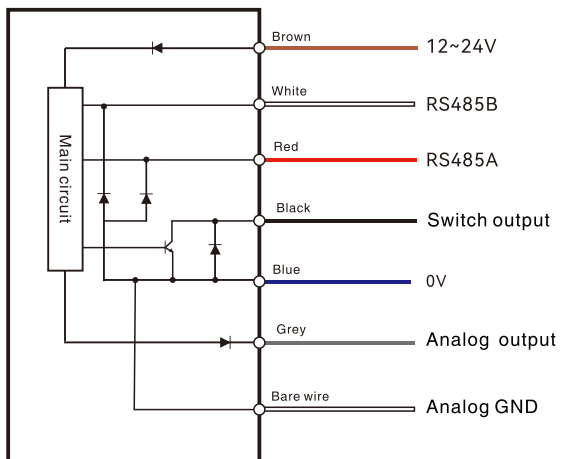 Brown
12~24V
White
RS485B
Red
RS485A
Main circuit
Black
Switch output
Blue
0V
Grey
Analog output
Bare wire
Analog GND